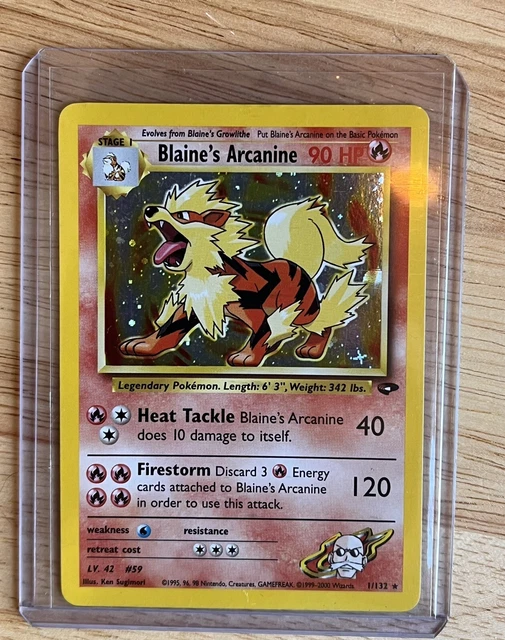 Evolves from Blaine's Growlithe Put Blaine's Arcanine on the Basic Pokémon
STAGE 1
Blaine's Arcanine 90 HP
Legendary Pokémon. Length: 6' 3", Weight: 342 lbs.
Heat Tackle Blaine's Arcanine
does 10 damage to itself.
40
Firestorm Discard 3 Energy
cards attached to Blaine's Arcanine
in order to use this attack.
120
weakness resistance
retreat cost
LV. 42 #59
Illus. Ken Sugimori ©1995, 96, 98 Nintendo, Creatures, GAMEFREAK. ©1999-2000 Wizards. 1/132